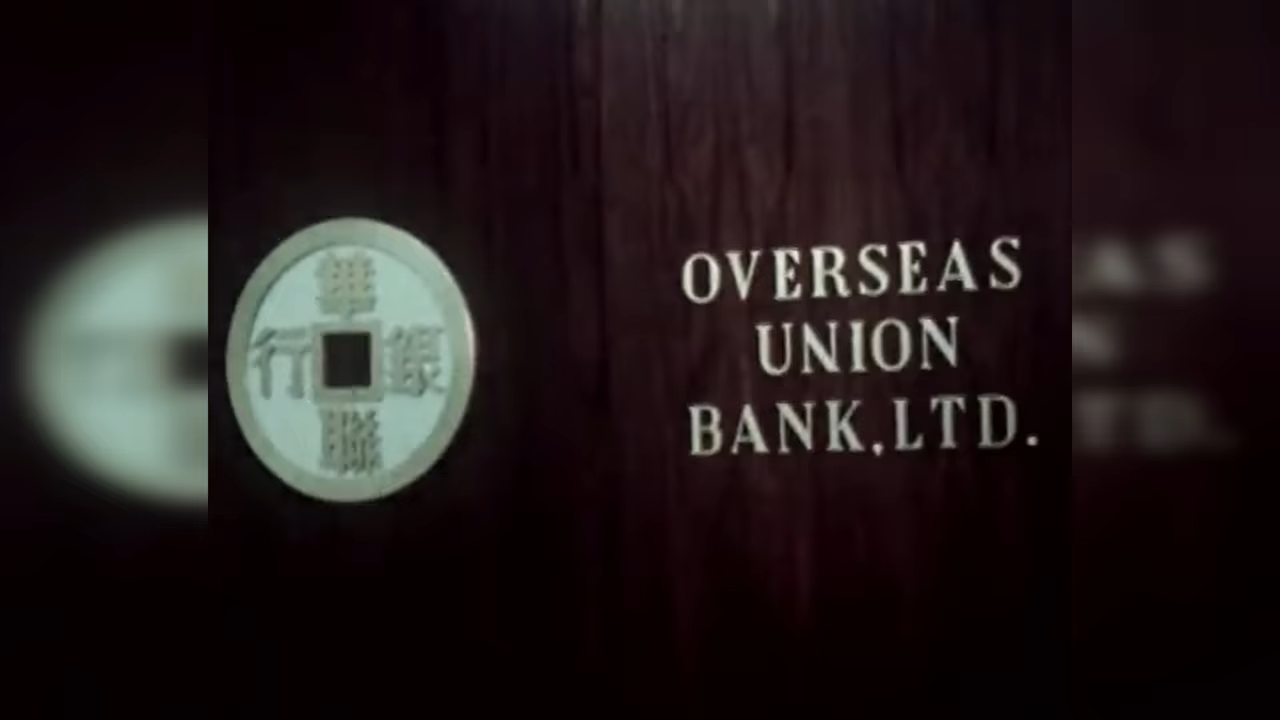 華
聯
銀
行
OVERSEAS
UNION
BANK, LTD.